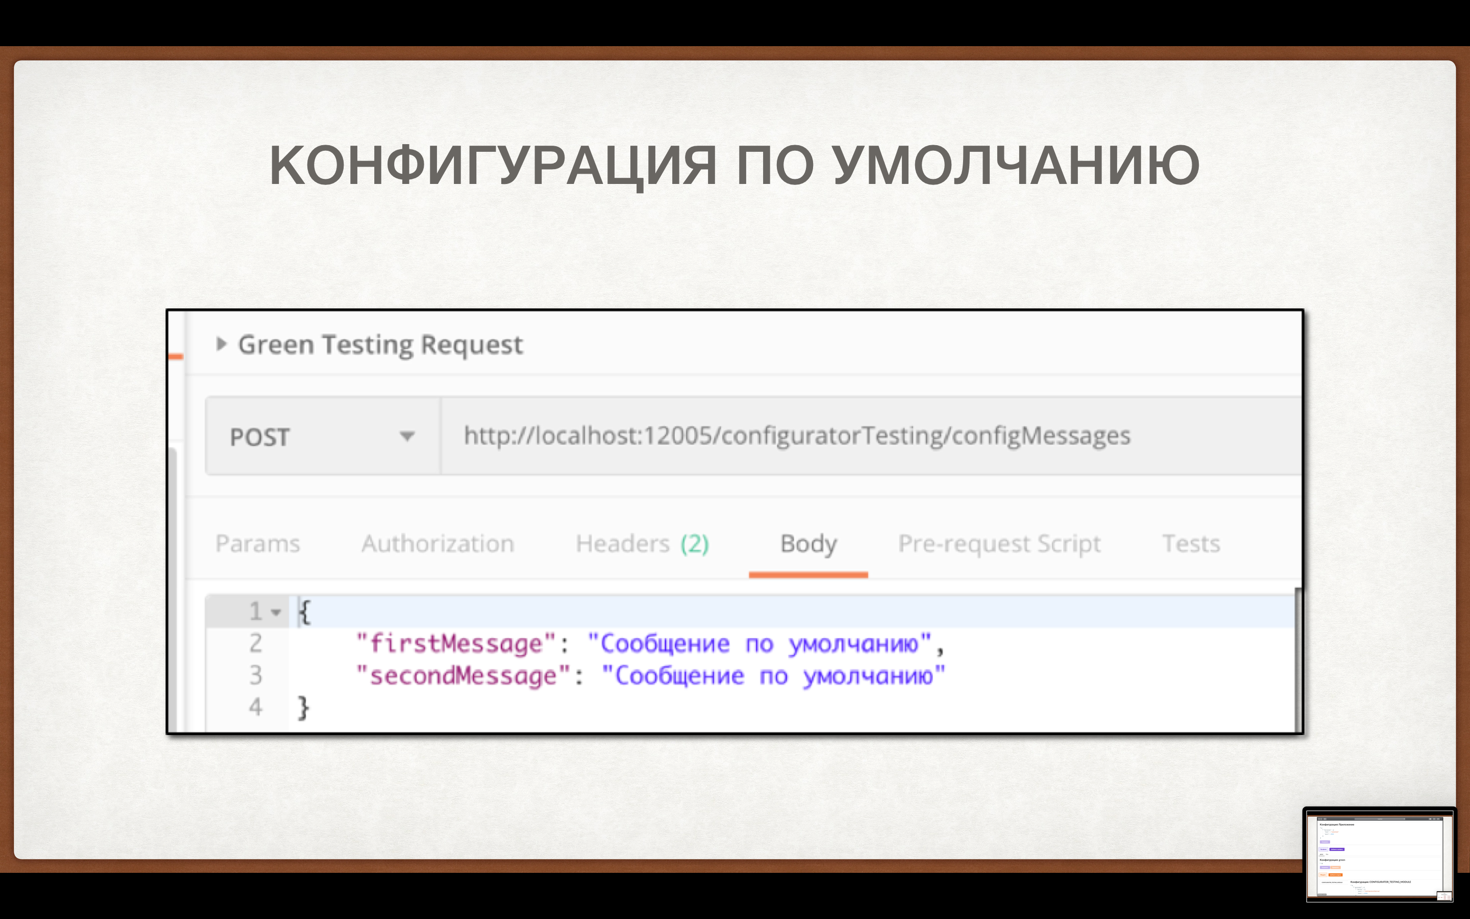 КОНФИГУРАЦИЯ ПО УМОЛЧАНИЮ
Green Testing Request
POST http://localhost:12005/configuratorTesting/configMessages
Params Authorization Headers (2) Body Pre-request Script Tests
1 {
2 "firstMessage": "Сообщение по умолчанию",
3 "secondMessage": "Сообщение по умолчанию"
4 }